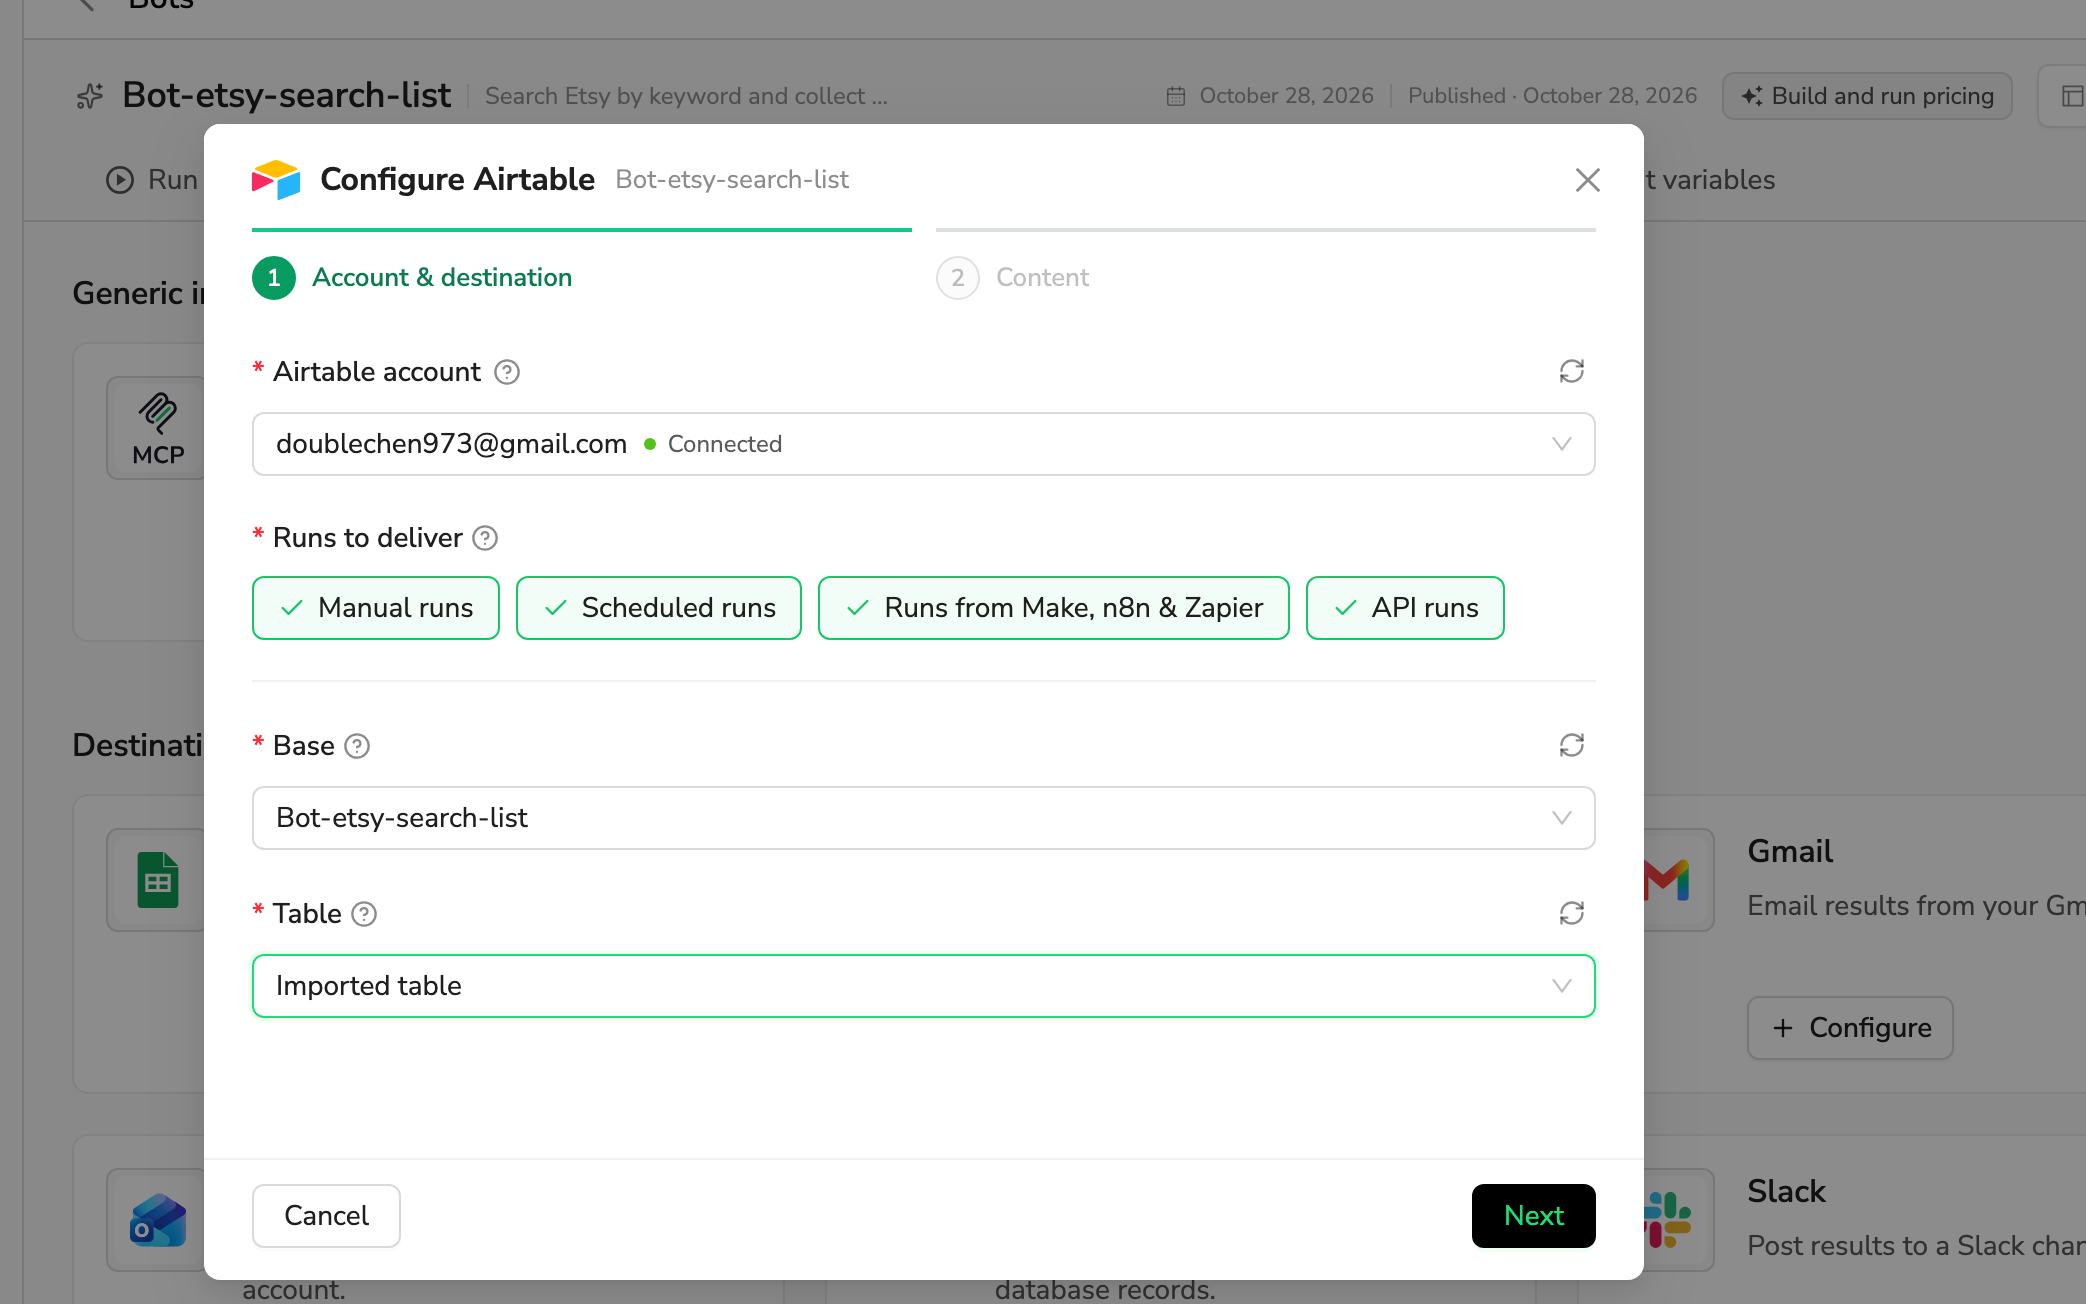 Bots
Bot-etsy-search-list
Search Etsy by keyword and collect ...
October 28, 2026
Published · October 28, 2026
Build and run pricing
Run
t variables
Configure Airtable
Bot-etsy-search-list
1 Account & destination
2 Content
Generic i
MCP
* Airtable account ?
doublechen973@gmail.com Connected
* Runs to deliver ?
Manual runs
Scheduled runs
Runs from Make, n8n & Zapier
API runs
Destinati
* Base ?
Bot-etsy-search-list
* Table ?
Imported table
Gmail
Email results from your Gm
+ Configure
Cancel
Next
Slack
Post results to a Slack chan
account.
database records.